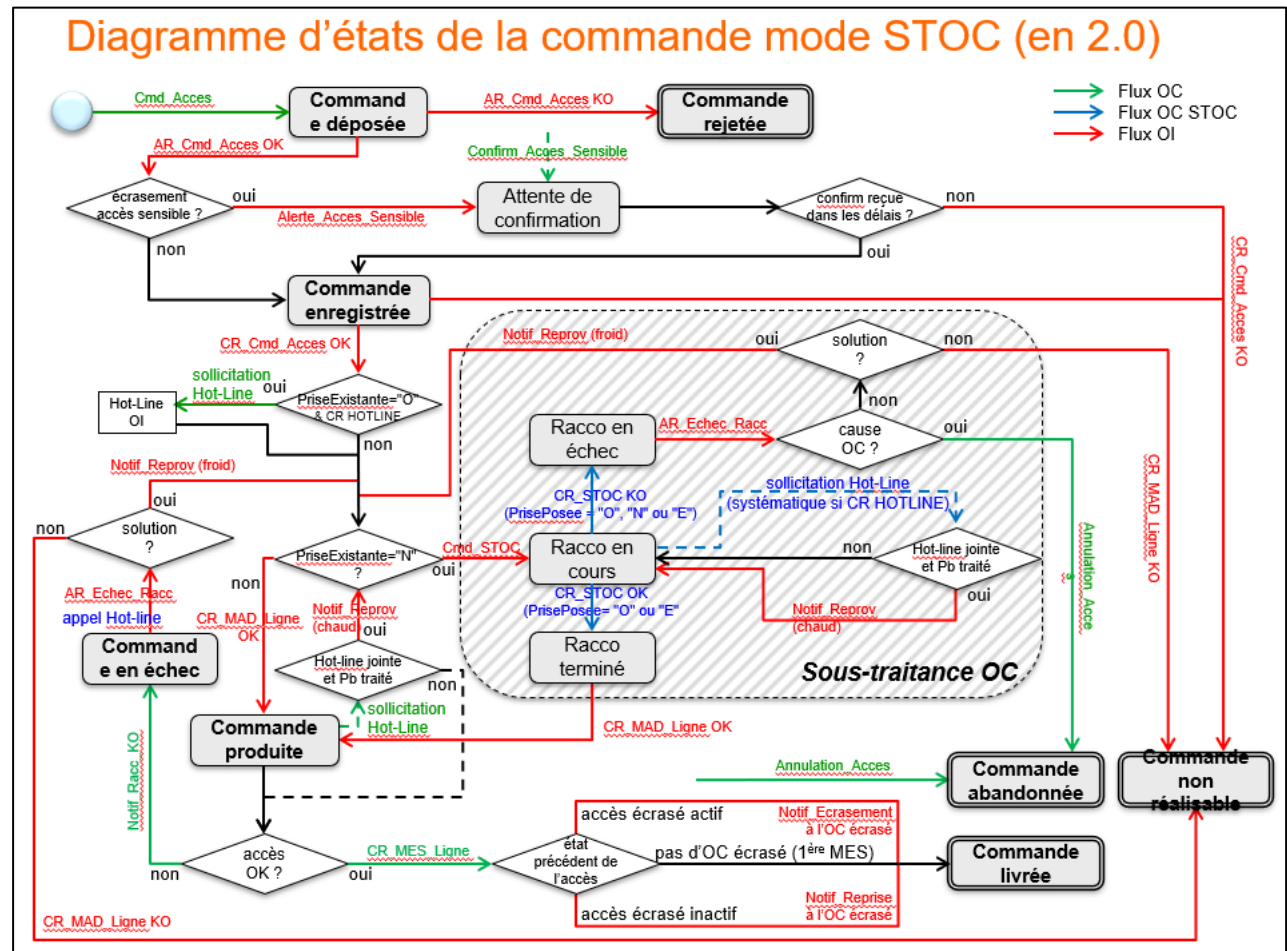 Diagramme d'états de la commande mode STOC (en 2.0)
Cmd_Acces
Command
e déposée
AR_Cmd_Acces KO
Commande
rejetée
Flux OC
Flux OC STOC
Flux OI
AR_Cmd_Acces OK
Confirm_Acces_Sensible
écrasement
accès sensible ?
oui
Alerte_Acces_Sensible
Attente de
confirmation
confirm reçue
dans les délais ?
non
non
oui
CR_Cmd_Acces KO
Commande
enregistrée
CR_Cmd_Acces OK
Notif_Reprov (froid)
oui
solution
?
non
sollicitation
Hot-Line
oui
Hot-Line
OI
PriseExistante="O"
& CR HOTLINE
non
non
Racco en
échec
AR_Echec_Racc
cause
OC ?
oui
Notif_Reprov (froid)
oui
non
solution
?
CR_STOC KO
(PrisePosee = "O", "N" ou "E")
sollicitation Hot-Line
(systématique si CR HOTLINE)
CR_MAD_Ligne KO
PriseExistante="N"
?
Cmd_STOC
oui
non
Racco en
cours
non
Hot-line jointe
et Pb traité
oui
Annulation_Acce
s
AR_Echec_Racc
appel Hot-line
CR_MAD_Ligne
OK
Notif_Reprov
(chaud)
oui
CR_STOC OK
(PrisePosee= "O" ou "E"
Notif_Reprov
(chaud)
Command
e en échec
Hot-line jointe
et Pb traité
non
Racco
terminé
Sous-traitance OC
sollicitation
Hot-Line
Commande
produite
CR_MAD_Ligne OK
Notif_Racc_KO
Annulation_Acces
Commande
abandonnée
Commande
non
réalisable
accès écrasé actif
Notif_Ecrasement
à l'OC écrasé
accès
OK ?
non
oui
CR_MES_Ligne
état
précédent de
l'accès
pas d'OC écrasé (1ère MES)
Commande
livrée
Notif_Reprise
à l'OC écrasé
accès écrasé inactif
CR_MAD_Ligne KO